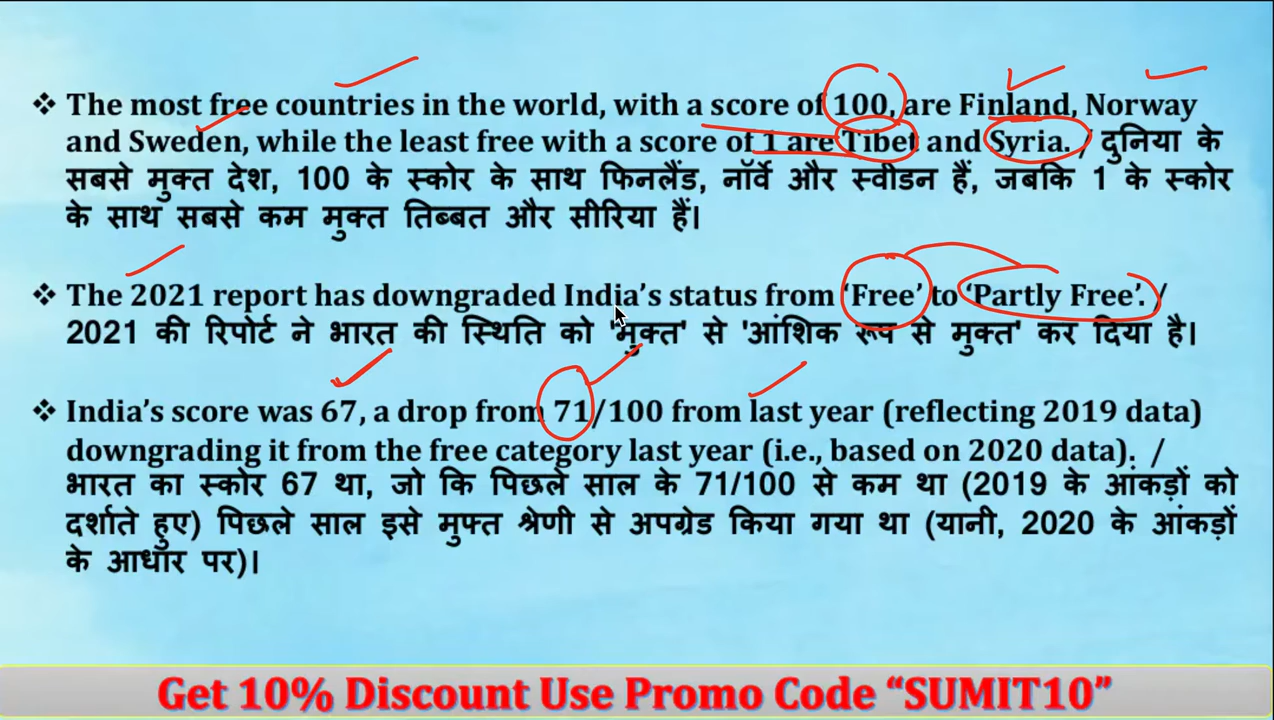 ❖ The most free countries in the world, with a score of 100, are Finland, Norway
and Sweden, while the least free with a score of 1 are Tibet and Syria. / दुनिया के
सबसे मुक्त देश, 100 के स्कोर के साथ फिनलैंड, नॉर्वे और स्वीडन हैं, जबकि 1 के स्कोर
के साथ सबसे कम मुक्त तिब्बत और सीरिया हैं।
❖ The 2021 report has downgraded India's status from 'Free' to 'Partly Free'. /
2021 की रिपोर्ट ने भारत की स्थिति को 'मुक्त' से 'आंशिक रूप से मुक्त' कर दिया है।
❖ India's score was 67, a drop from 71/100 from last year (reflecting 2019 data)
downgrading it from the free category last year (i.e., based on 2020 data). /
भारत का स्कोर 67 था, जो कि पिछले साल के 71/100 से कम था (2019 के आंकड़ों को
दर्शाते हुए) पिछले साल इसे मुफ्त श्रेणी से अपग्रेड किया गया था (यानी, 2020 के आंकड़ों
के आधार पर)।
Get 10% Discount Use Promo Code "SUMIT10"